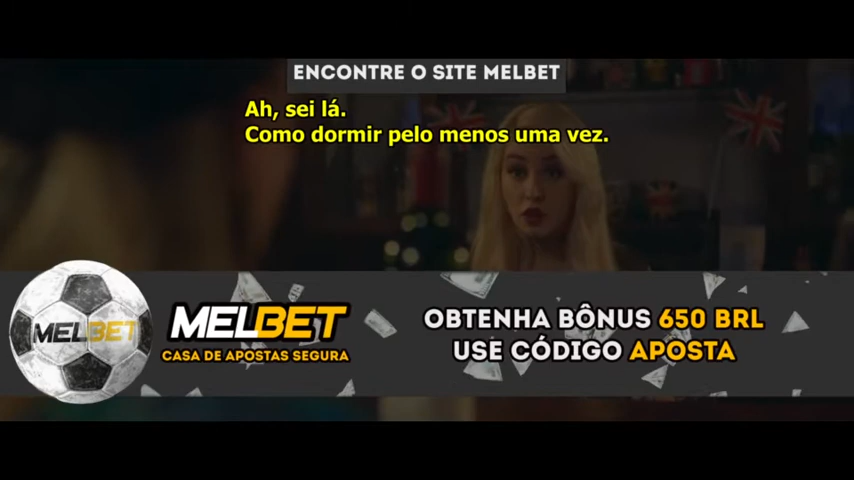 ENCONTRE O SITE MELBET
Ah, sei lá.
Como dormir pelo menos uma vez.
MELBET
MELBET
CASA DE APOSTAS SEGURA
OBTENHA BÔNUS 650 BRL
USE CÓDIGO APOSTA